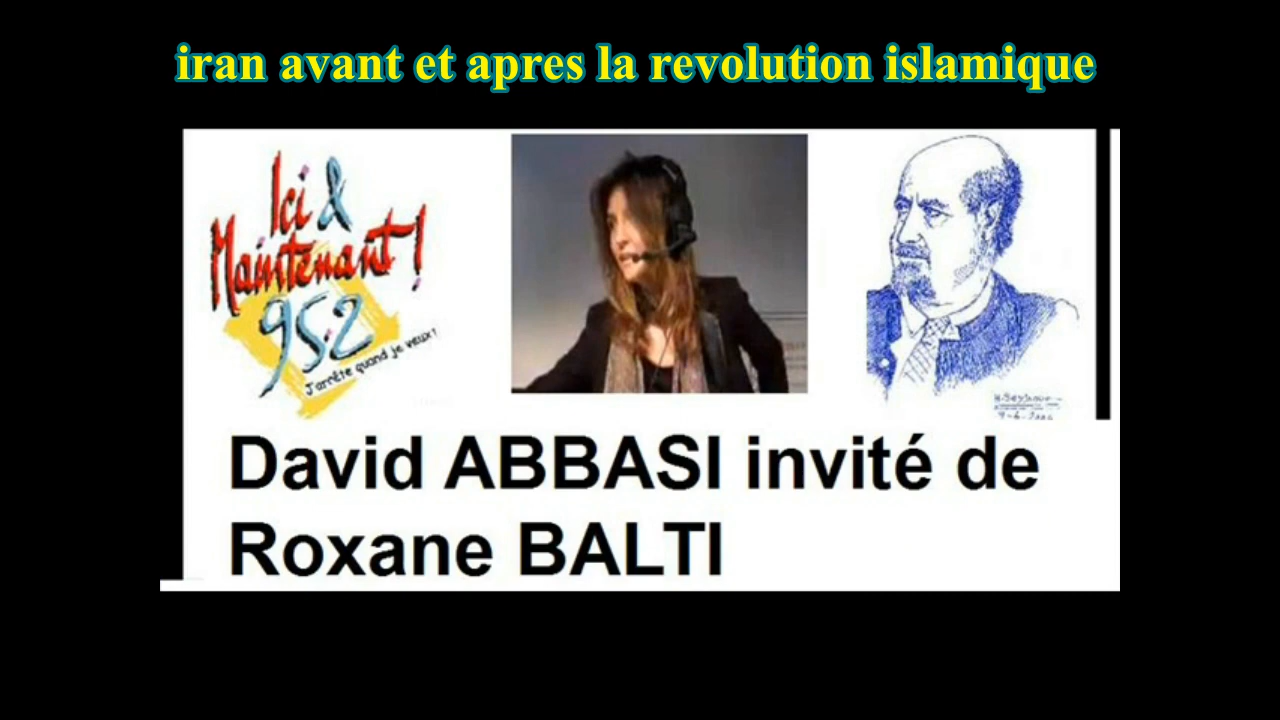 iran avant et apres la revolution islamique
Ici &
Maintenant !
95.2
J'arrête quand je veux !
David ABBASI invité de
Roxane BALTI